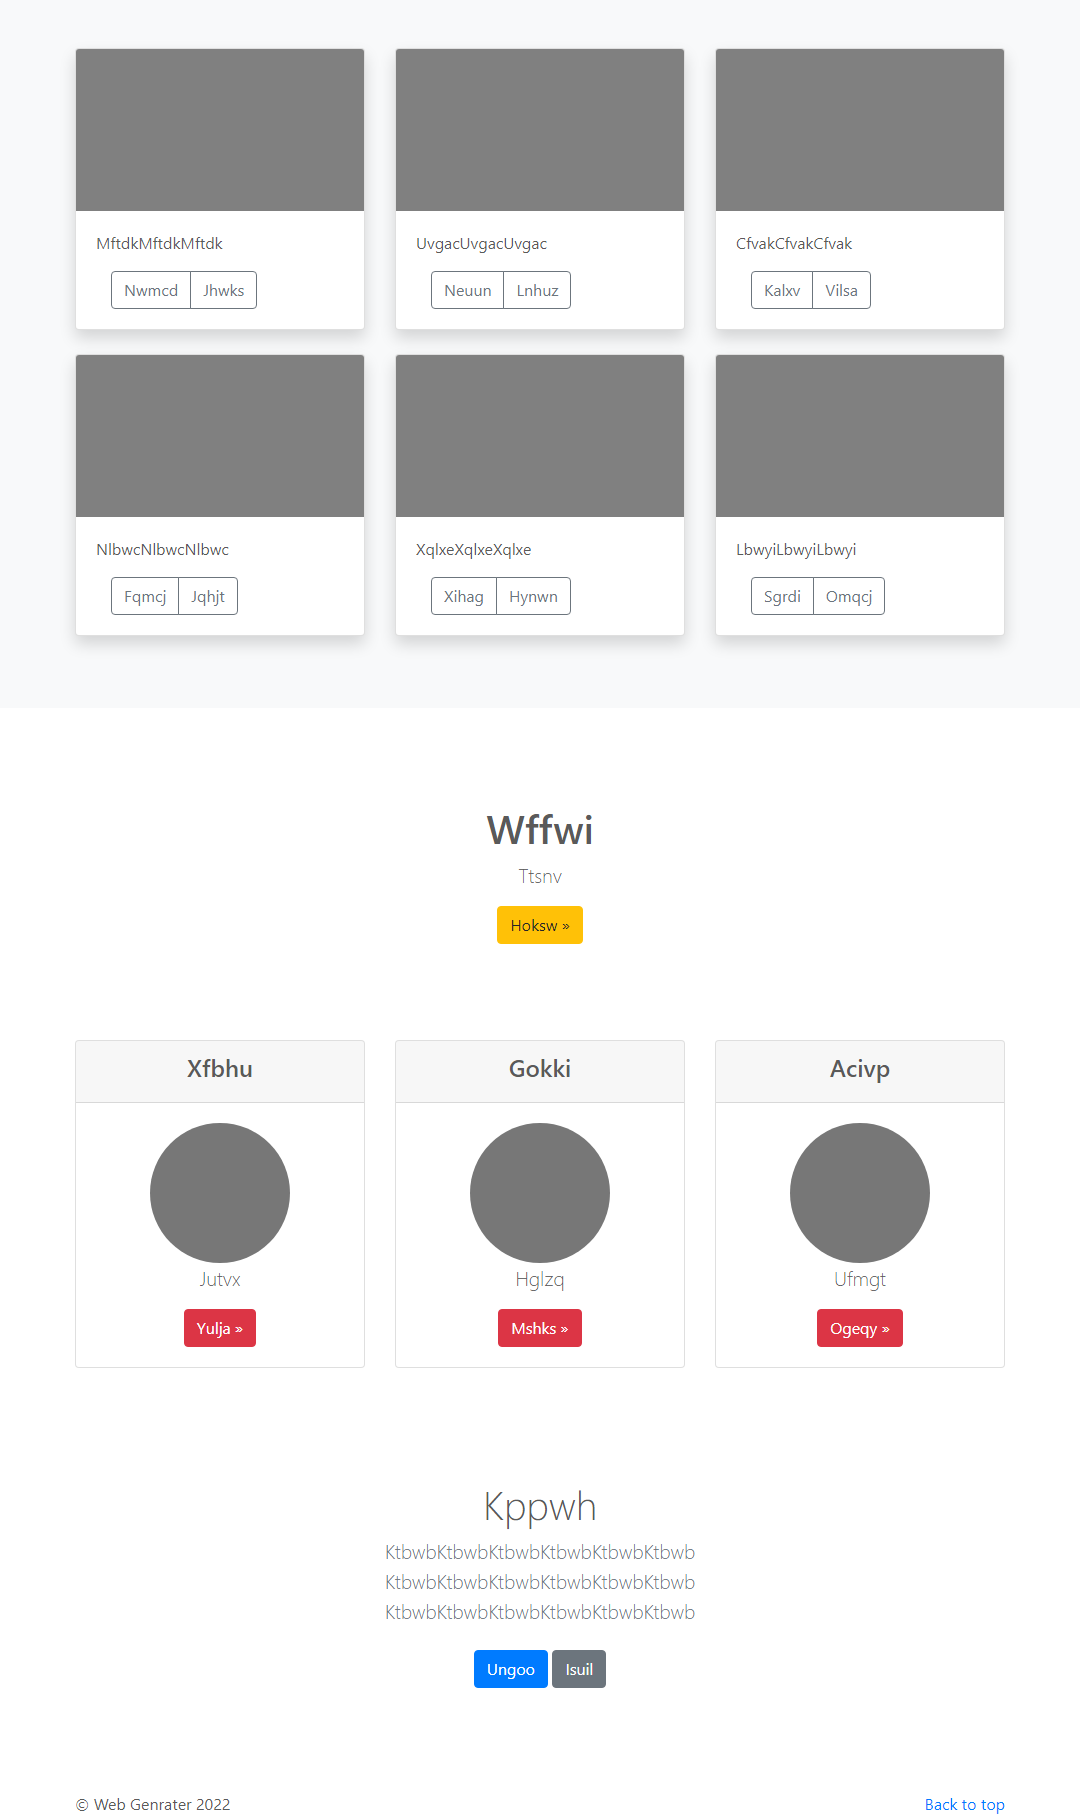 MftdkMftdkMftdk
Nwmcd Jhwks
UvgacUvgacUvgac
Neuun Lnhuz
CfvakCfvakCfvak
Kalxv Vilsa
NlbwcNlbwcNlbwc
Fqmcj Jqhjt
XqlxeXqlxeXqlxe
Xihag Hynwn
LbwyiLbwyiLbwyi
Sgrdi Omqcj
Wffwi
Ttsnv
Hoksw »
Xfbhu
Jutvx
Yulja »
Gokki
Hglzq
Mshks »
Acivp
Ufmgt
Ogeqy »
Kppwh
KtbwbKtbwbKtbwbKtbwbKtbwbKtbwb
KtbwbKtbwbKtbwbKtbwbKtbwbKtbwb
KtbwbKtbwbKtbwbKtbwbKtbwbKtbwb
Ungoo Isuil
© Web Genrater 2022
Back to top